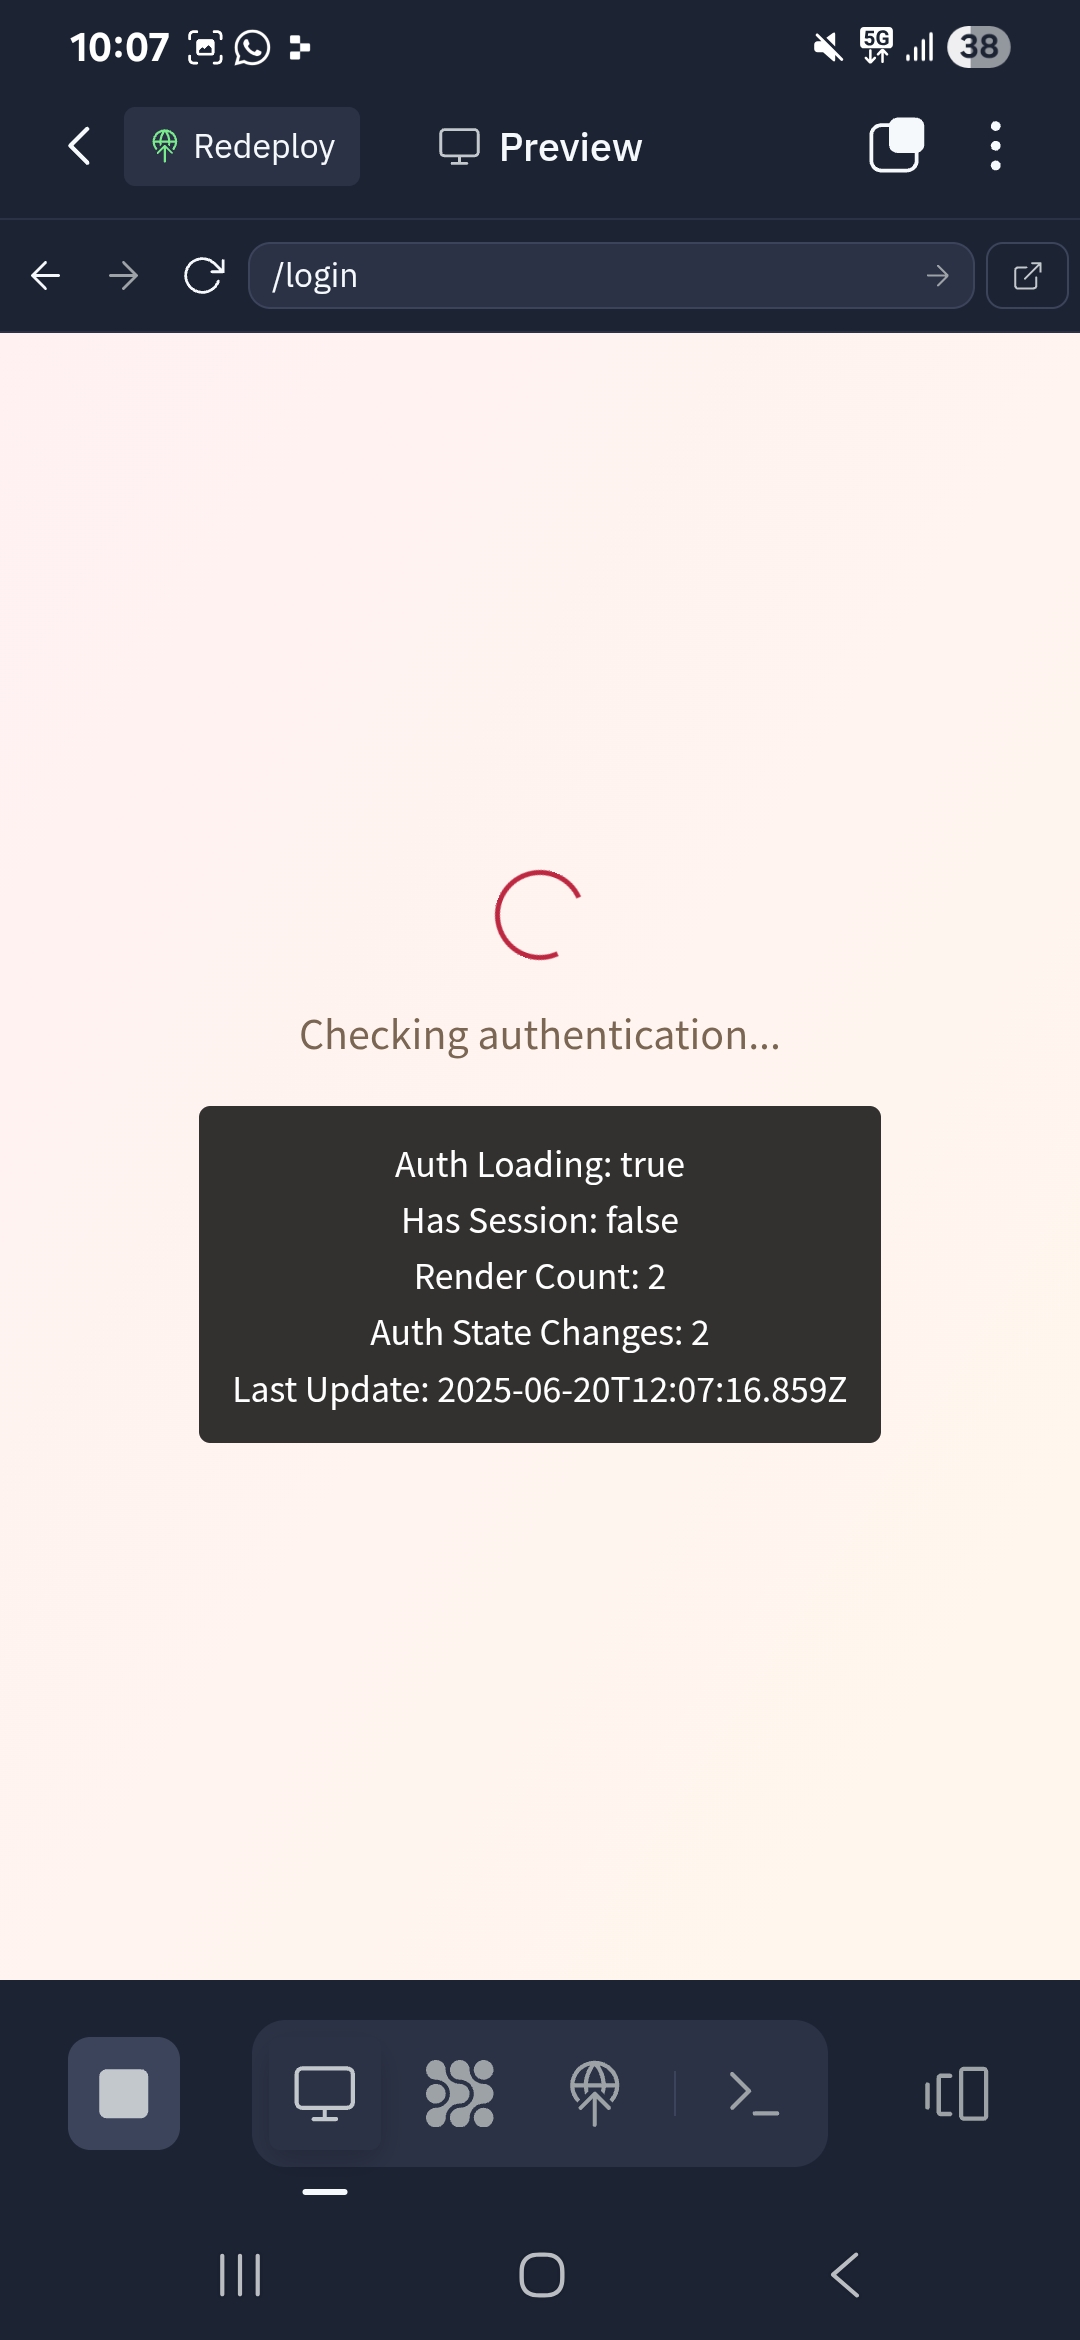 10:07
5G
38
Redeploy
Preview
/login
Checking authentication...
Auth Loading: true
Has Session: false
Render Count: 2
Auth State Changes: 2
Last Update: 2025-06-20T12:07:16.859Z